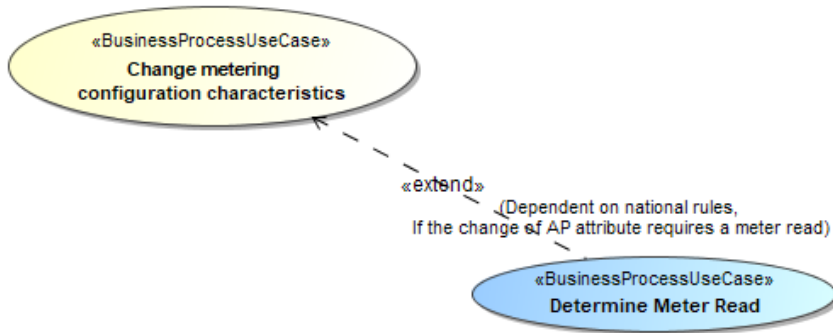 «BusinessProcessUseCase»
Change metering
configuration characteristics
«extend»
(Dependent on national rules,
If the change of AP attribute requires a meter read)
«BusinessProcessUseCase»
Determine Meter Read